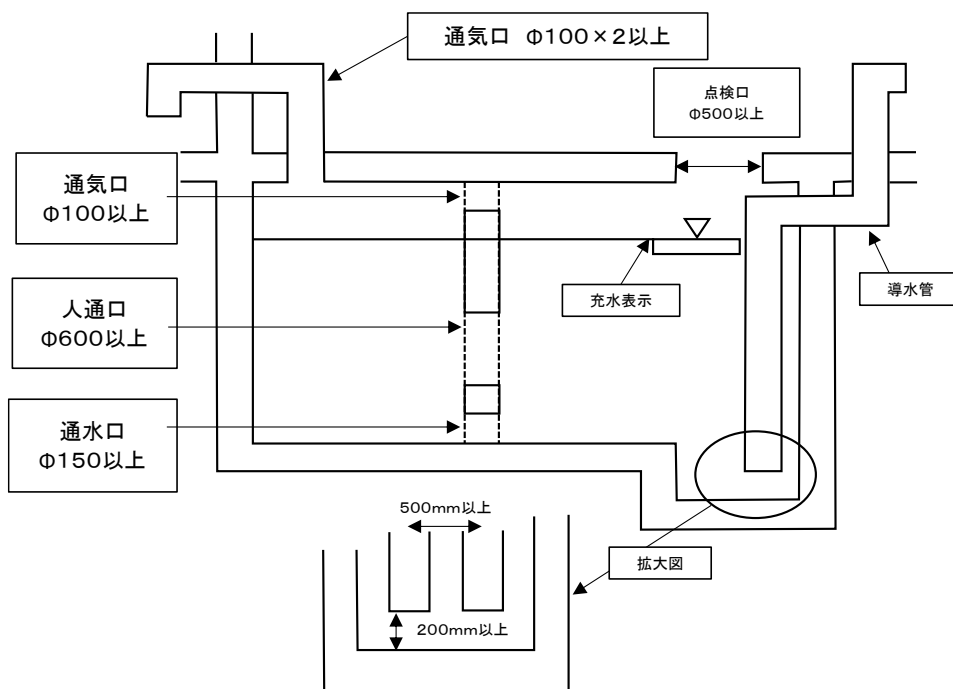 通気口 Φ100×2以上
点検口
Φ500以上
通気口
Φ100以上
人通口
Φ600以上
充水表示
導水管
通水口
Φ150以上
500mm以上
拡大図
200mm以上